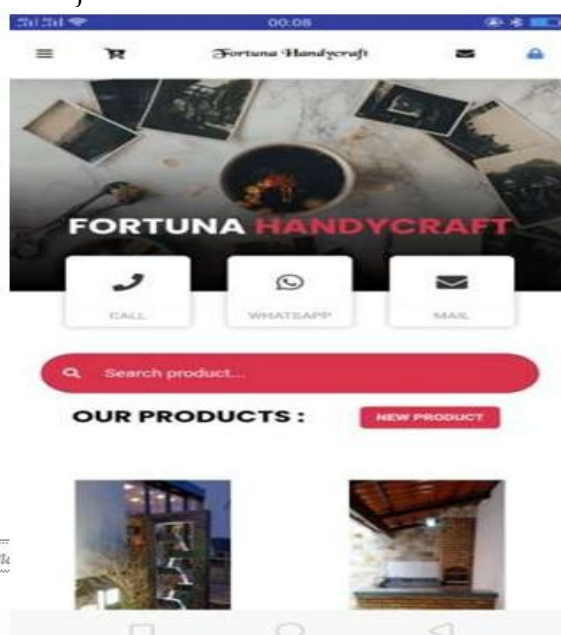 00:08
Fortuna Handycraft
FORTUNA HANDYCRAFT
CALL
WHATSAPP
MAIL
Search product...
OUR PRODUCTS :
NEW PRODUCT